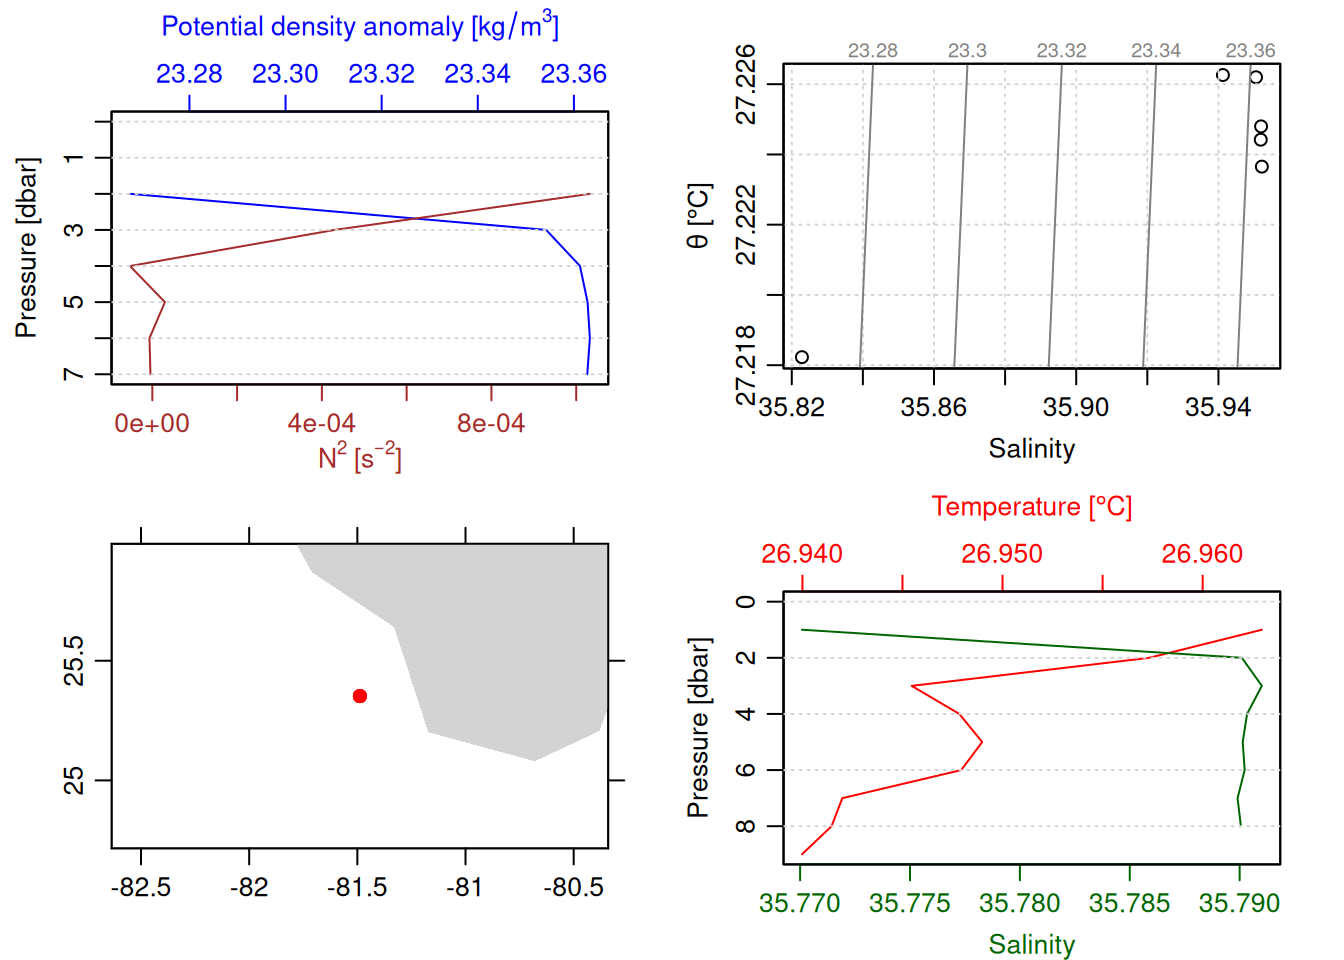 Potential density anomaly [kg/m³]
23.28 23.30 23.32 23.34 23.36
Pressure [dbar]
1
3
5
7
0e+00 4e-04 8e-04
N² [s⁻²]
23.28 23.3 23.32 23.34 23.36
θ [°C]
27.226
27.222
27.218
35.82 35.86 35.90 35.94
Salinity
25.5
25
-82.5 -82 -81.5 -81 -80.5
Temperature [°C]
26.940 26.950 26.960
Pressure [dbar]
0
2
4
6
8
35.770 35.775 35.780 35.785 35.790
Salinity